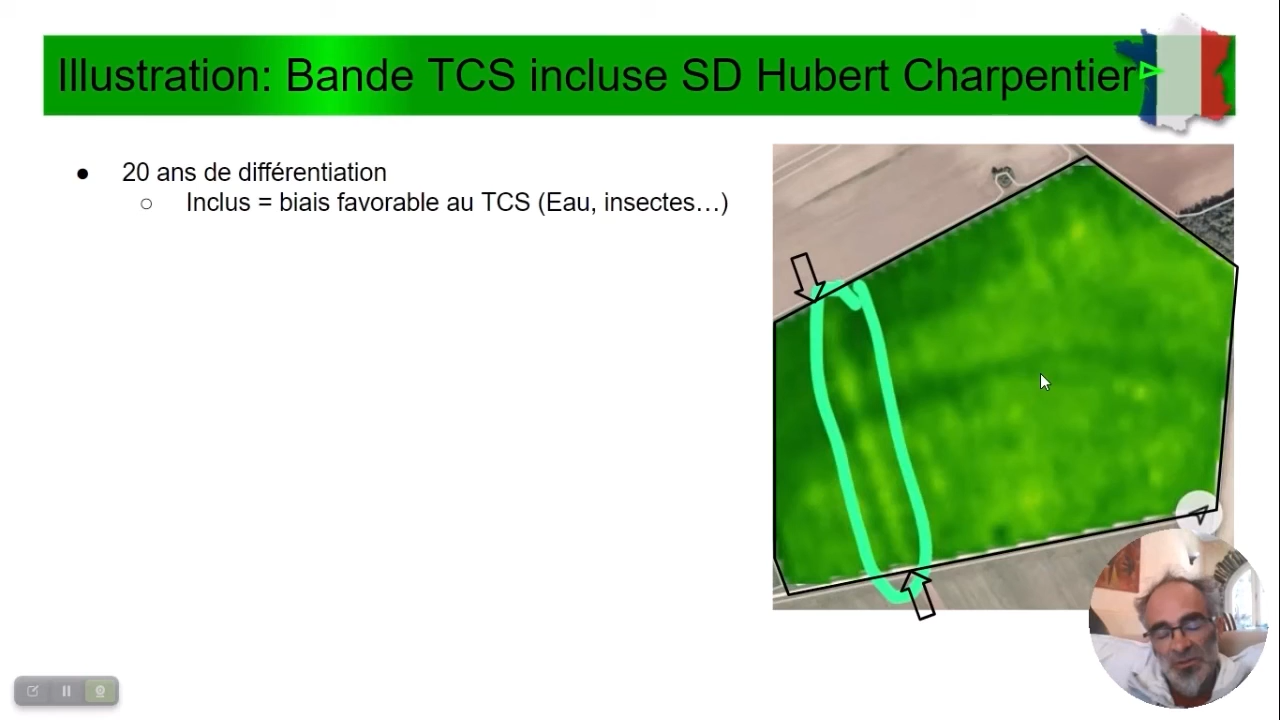 Illustration: Bande TCS incluse SD Hubert Charpentier
● 20 ans de différentiation
○ Inclus = biais favorable au TCS (Eau, insectes…)